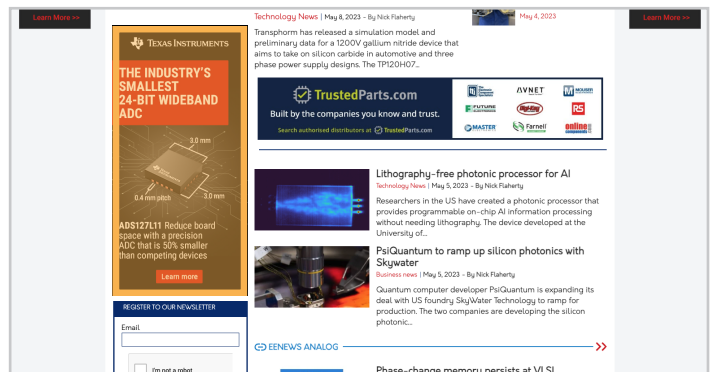 Learn More >>
Technology News | May 8, 2023 - By Nick Flaherty
May 4, 2023
Learn More >>
Transphorm has released a simulation model and
preliminary data for a 1200V gallium nitride device that
aims to take on silicon carbide in automotive and three
phase power supply designs. The TP120H07...
TEXAS INSTRUMENTS
THE INDUSTRY'S
SMALLEST
24-BIT WIDEBAND
ADC
3.0 mm
0.4 mm pitch
3.0 mm
ADS127L11 Reduce board
space with a precision
ADC that is 50% smaller
than competing devices
Learn more
TrustedParts.com
Built by the companies you know and trust.
Search authorised distributors at TrustedParts.com
AVNET
MOUSER
FUTURE
Digi-Key
RS
MASTER
Farnell
online
Lithography-free photonic processor for AI
Technology News | May 5, 2023 - By Nick Flaherty
Researchers in the US have created a photonic processor that
provides programmable on-chip AI information processing
without needing lithography. The device developed at the
University of...
PsiQuantum to ramp up silicon photonics with
Skywater
Business news | May 5, 2023 - By Nick Flaherty
Quantum computer developer PsiQuantum is expanding its
deal with US foundry SkyWater Technology to ramp for
production. The two companies are developing the silicon
photonic...
REGISTER TO OUR NEWSLETTER
Email
I'm not a robot
EENEWS ANALOG
Phase-change memory persists at VLSI